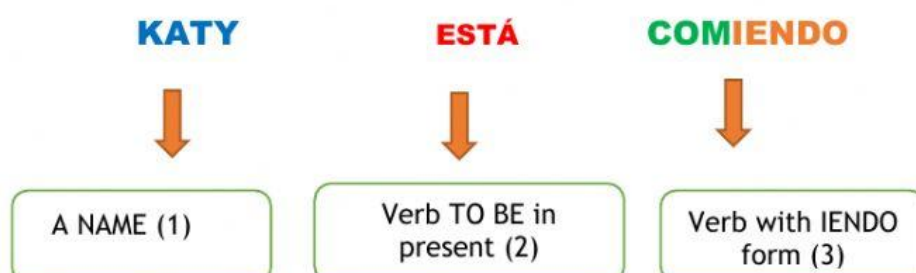 KATY ESTÁ COMIENDO
A NAME (1)
Verb TO BE in
present (2)
Verb with IENDO
form (3)